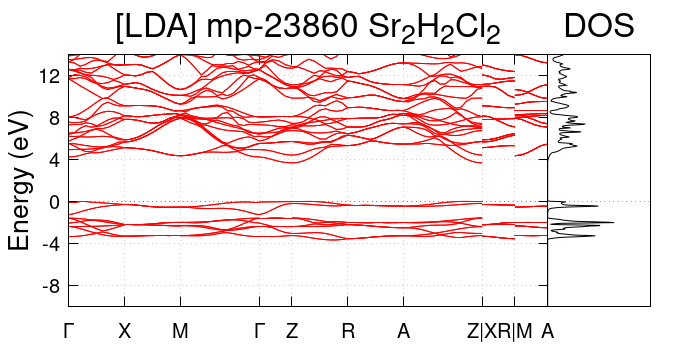 [LDA] mp-23860 Sr₂H₂Cl₂ DOS
Energy (eV)
12
8
4
0
-4
-8
Γ X M Γ Z R A Z|XR|M A